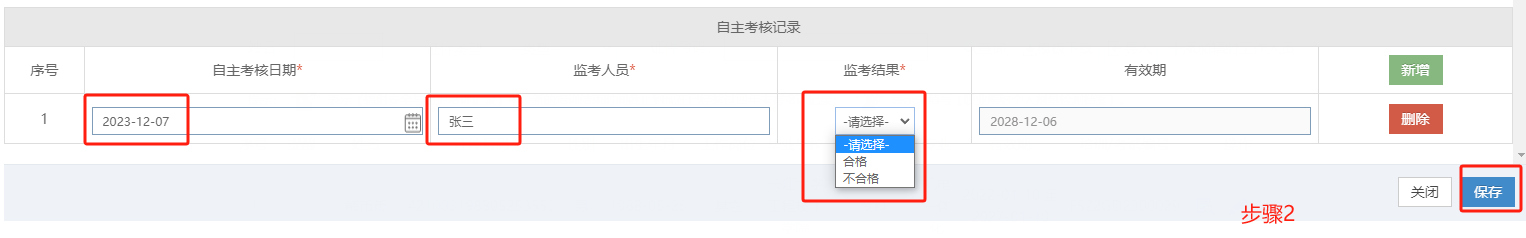 自主考核记录
序号 自主考核日期* 监考人员* 监考结果* 有效期 新增
1 2023-12-07 张三 -请选择- 2028-12-06 删除
-请选择-
合格
不合格
关闭 保存
步骤2